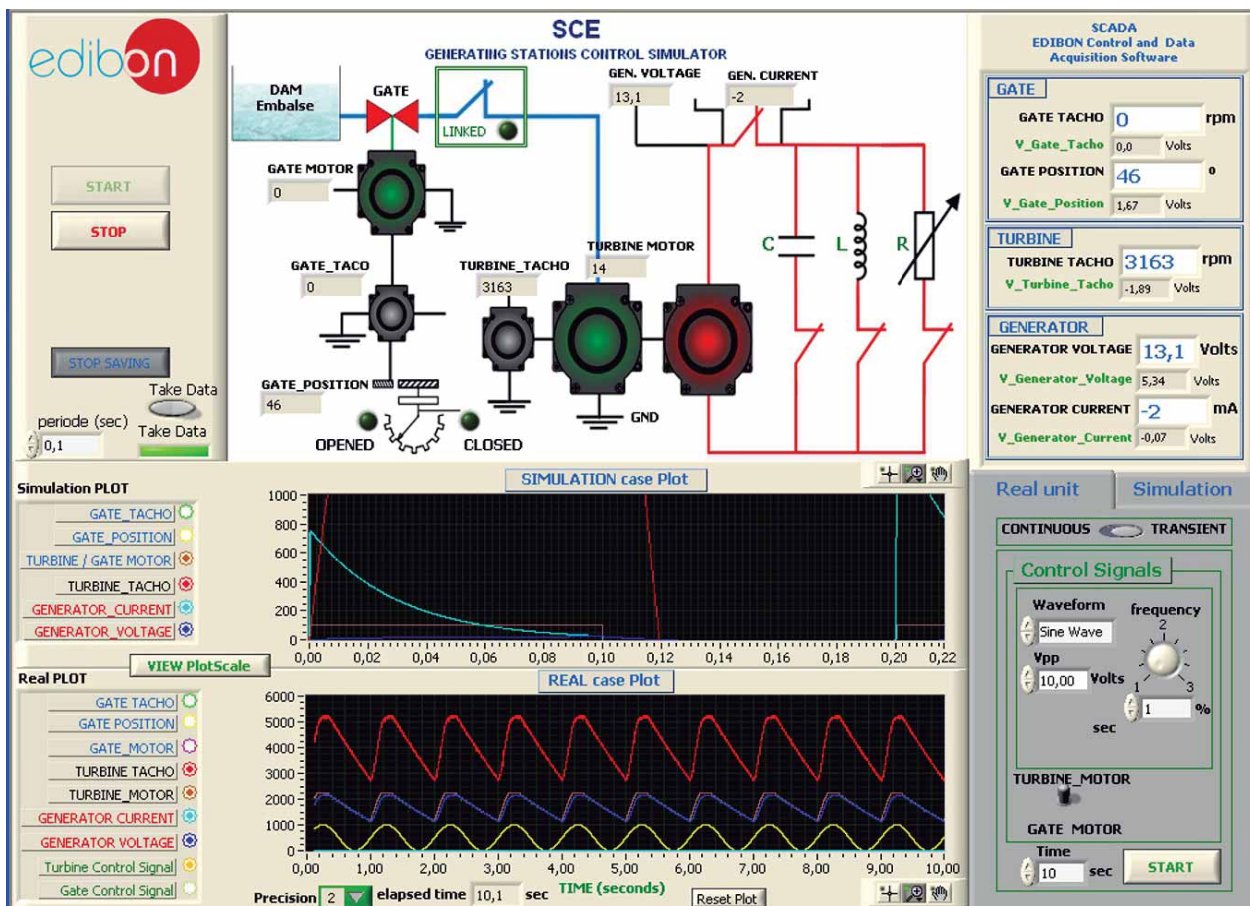 edibon
START
STOP
STOP SAVING
Take Data
periode (sec)
0,1
Take Data
SCE
GENERATING STATIONS CONTROL SIMULATOR
GEN. VOLTAGE
13,1
GEN. CURRENT
-2
DAM
Embalse
GATE
LINKED
GATE MOTOR
0
GATE_TACO
0
TURBINE_TACHO
3163
TURBINE MOTOR
14
C
L
R
GATE_POSITION
46
OPENED
CLOSED
GND
SCADA
EDIBON Control and Data
Acquisition Software
GATE
GATE TACHO 0 rpm
V_Gate_Tacho 0,0 Volts
GATE POSITION 46 º
V_Gate_Position 1,67 Volts
TURBINE
TURBINE TACHO 3163 rpm
V_Turbine_Tacho -1,89 Volts
GENERATOR
GENERATOR VOLTAGE 13,1 Volts
V_Generator_Voltage 5,34 Volts
GENERATOR CURRENT -2 mA
V_Generator_Current -0,07 Volts
Simulation PLOT
GATE_TACHO
GATE_POSITION
TURBINE / GATE MOTOR
TURBINE_TACHO
GENERATOR_CURRENT
GENERATOR_VOLTAGE
VIEW PlotScale
SIMULATION case Plot
1000
800
600
400
200
0
0,00 0,02 0,04 0,06 0,08 0,10 0,12 0,14 0,16 0,18 0,20 0,22
Real PLOT
GATE TACHO
GATE POSITION
GATE_MOTOR
TURBINE TACHO
TURBINE_MOTOR
GENERATOR CURRENT
GENERATOR VOLTAGE
Turbine Control Signal
Gate Control Signal
REAL case Plot
6000
5000
4000
3000
2000
1000
0
0,00 1,00 2,00 3,00 4,00 5,00 6,00 7,00 8,00 9,00 10,00
Precision 2 elapsed time 10,1 sec TIME (seconds) Reset Plot
Real unit
Simulation
CONTINUOUS TRANSIENT
Control Signals
Waveform
Sine Wave
Vpp
10,00 Volts
frequency
2
1 3
1 %
sec
TURBINE_MOTOR
GATE MOTOR
Time
10 sec
START